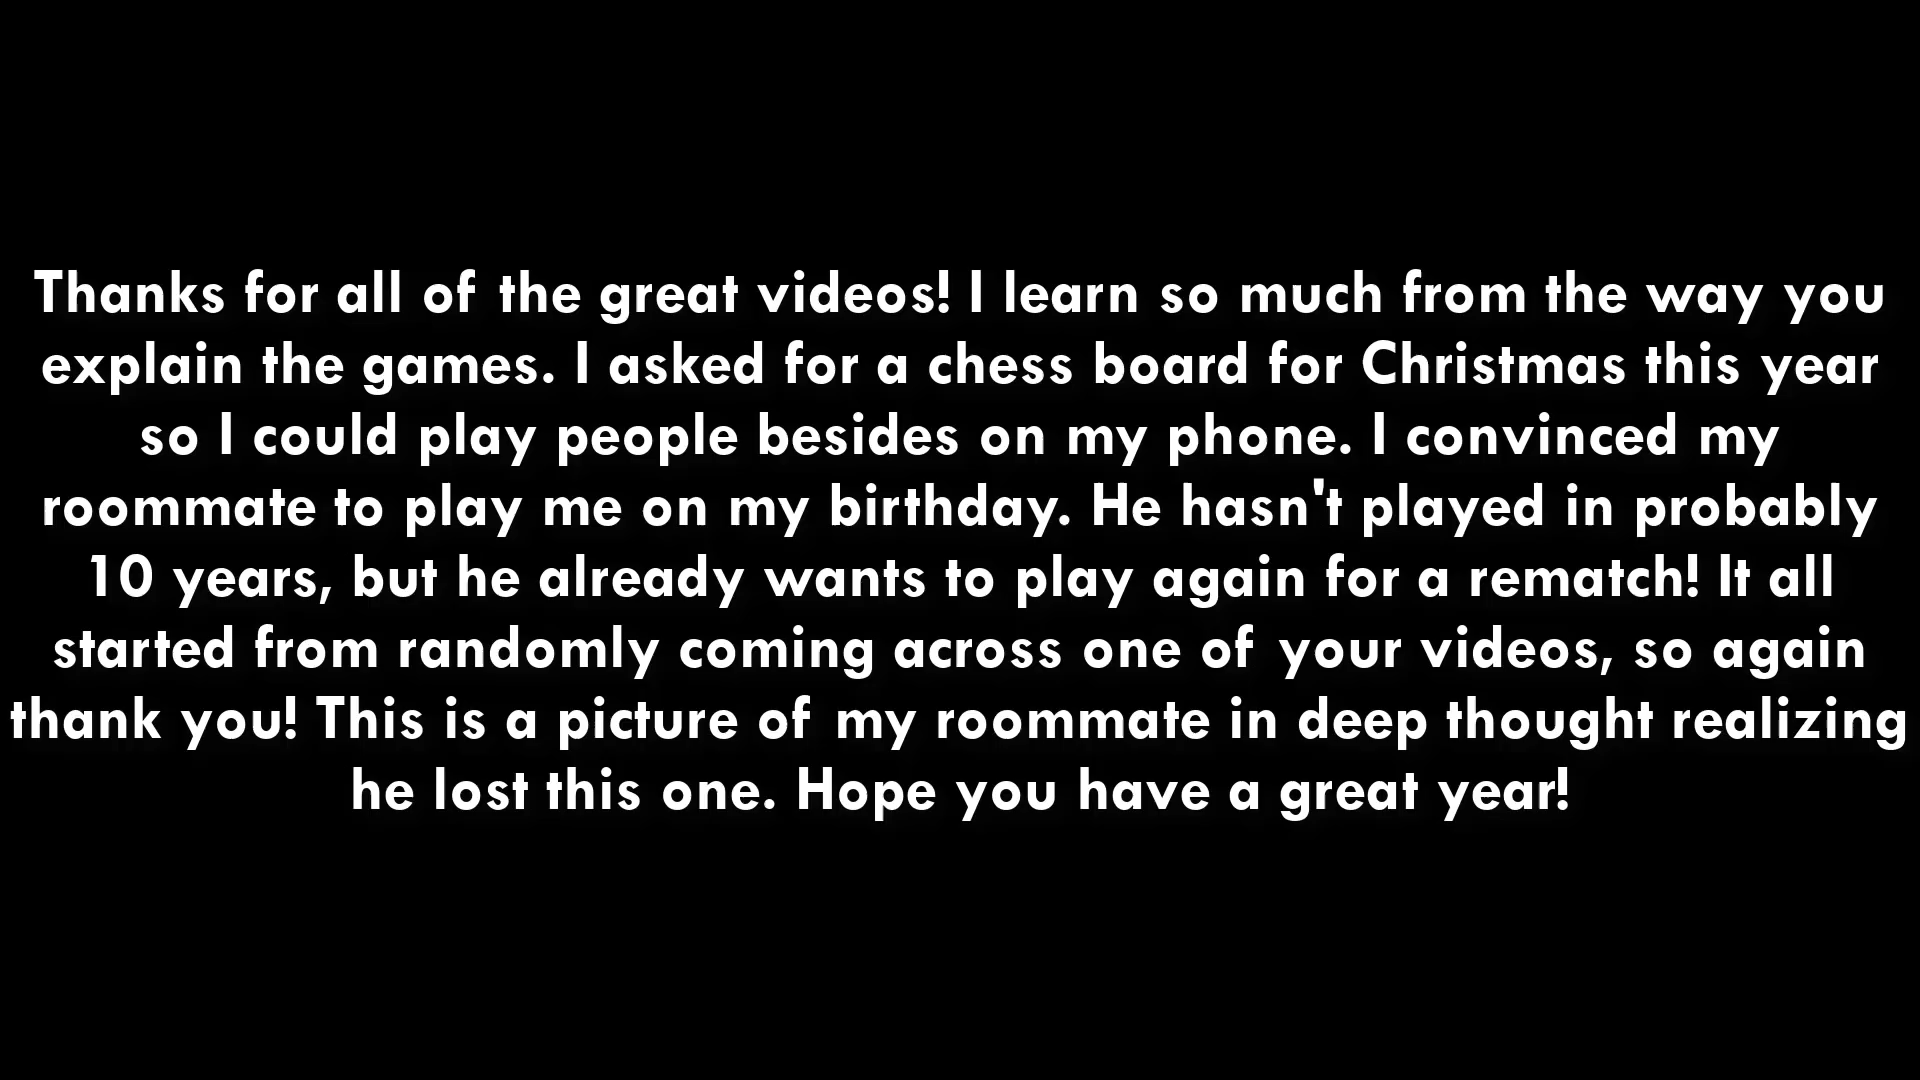 Thanks for all of the great videos! I learn so much from the way you
explain the games. I asked for a chess board for Christmas this year
so I could play people besides on my phone. I convinced my
roommate to play me on my birthday. He hasn't played in probably
10 years, but he already wants to play again for a rematch! It all
started from randomly coming across one of your videos, so again
thank you! This is a picture of my roommate in deep thought realizing
he lost this one. Hope you have a great year!